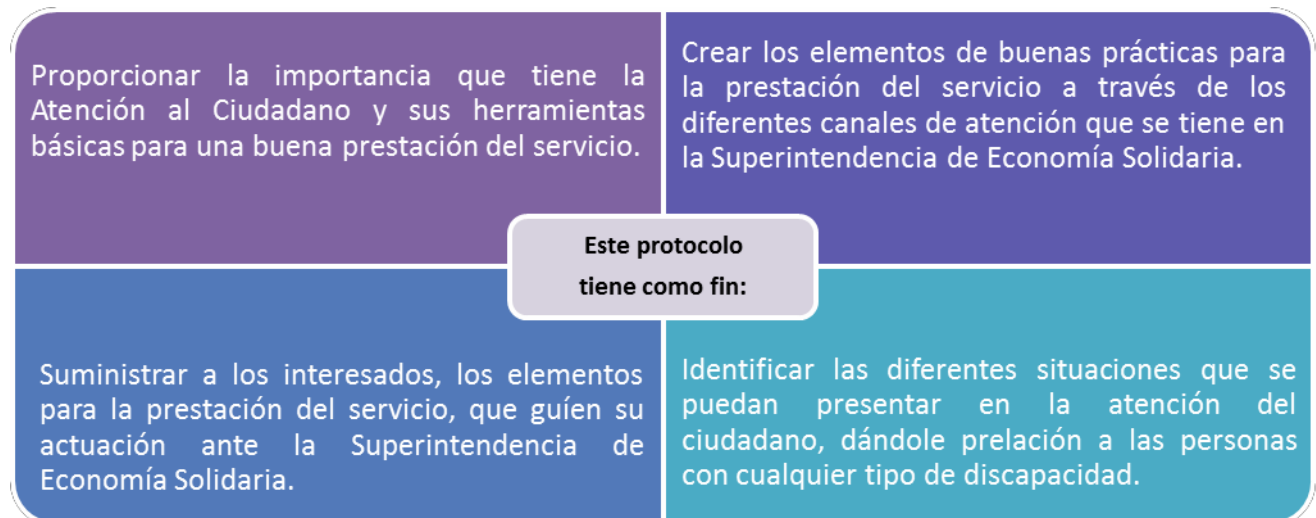 Proporcionar la importancia que tiene la
Atención al Ciudadano y sus herramientas
básicas para una buena prestación del servicio.
Crear los elementos de buenas prácticas para
la prestación del servicio a través de los
diferentes canales de atención que se tiene en
la Superintendencia de Economía Solidaria.
Este protocolo
tiene como fin:
Suministrar a los interesados, los elementos
para la prestación del servicio, que guíen su
actuación ante la Superintendencia de
Economía Solidaria.
Identificar las diferentes situaciones que se
puedan presentar en la atención del
ciudadano, dándole prelación a las personas
con cualquier tipo de discapacidad.